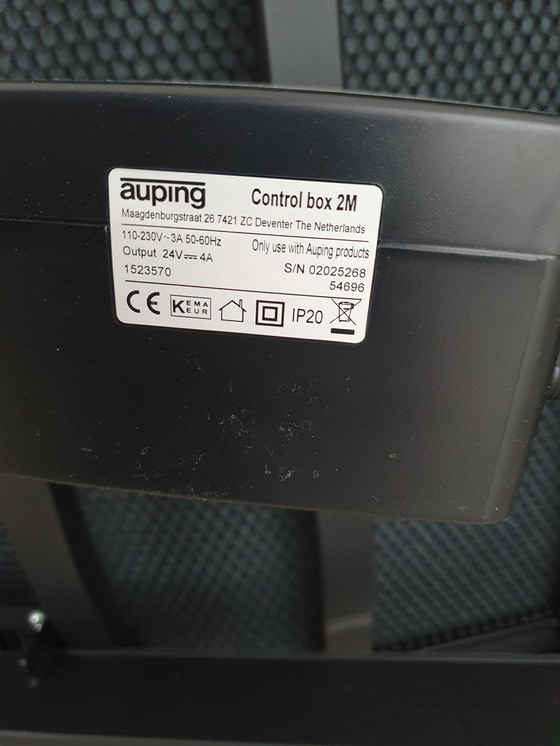 auping Control box 2M
Maagdenburgstraat 26 7421 ZC Deventer The Netherlands
110-230V~3A 50-60Hz Only use with Auping products
Output 24V⎓4A
1523570 S/N 02025268
54696
CE KEMA KEUR IP20